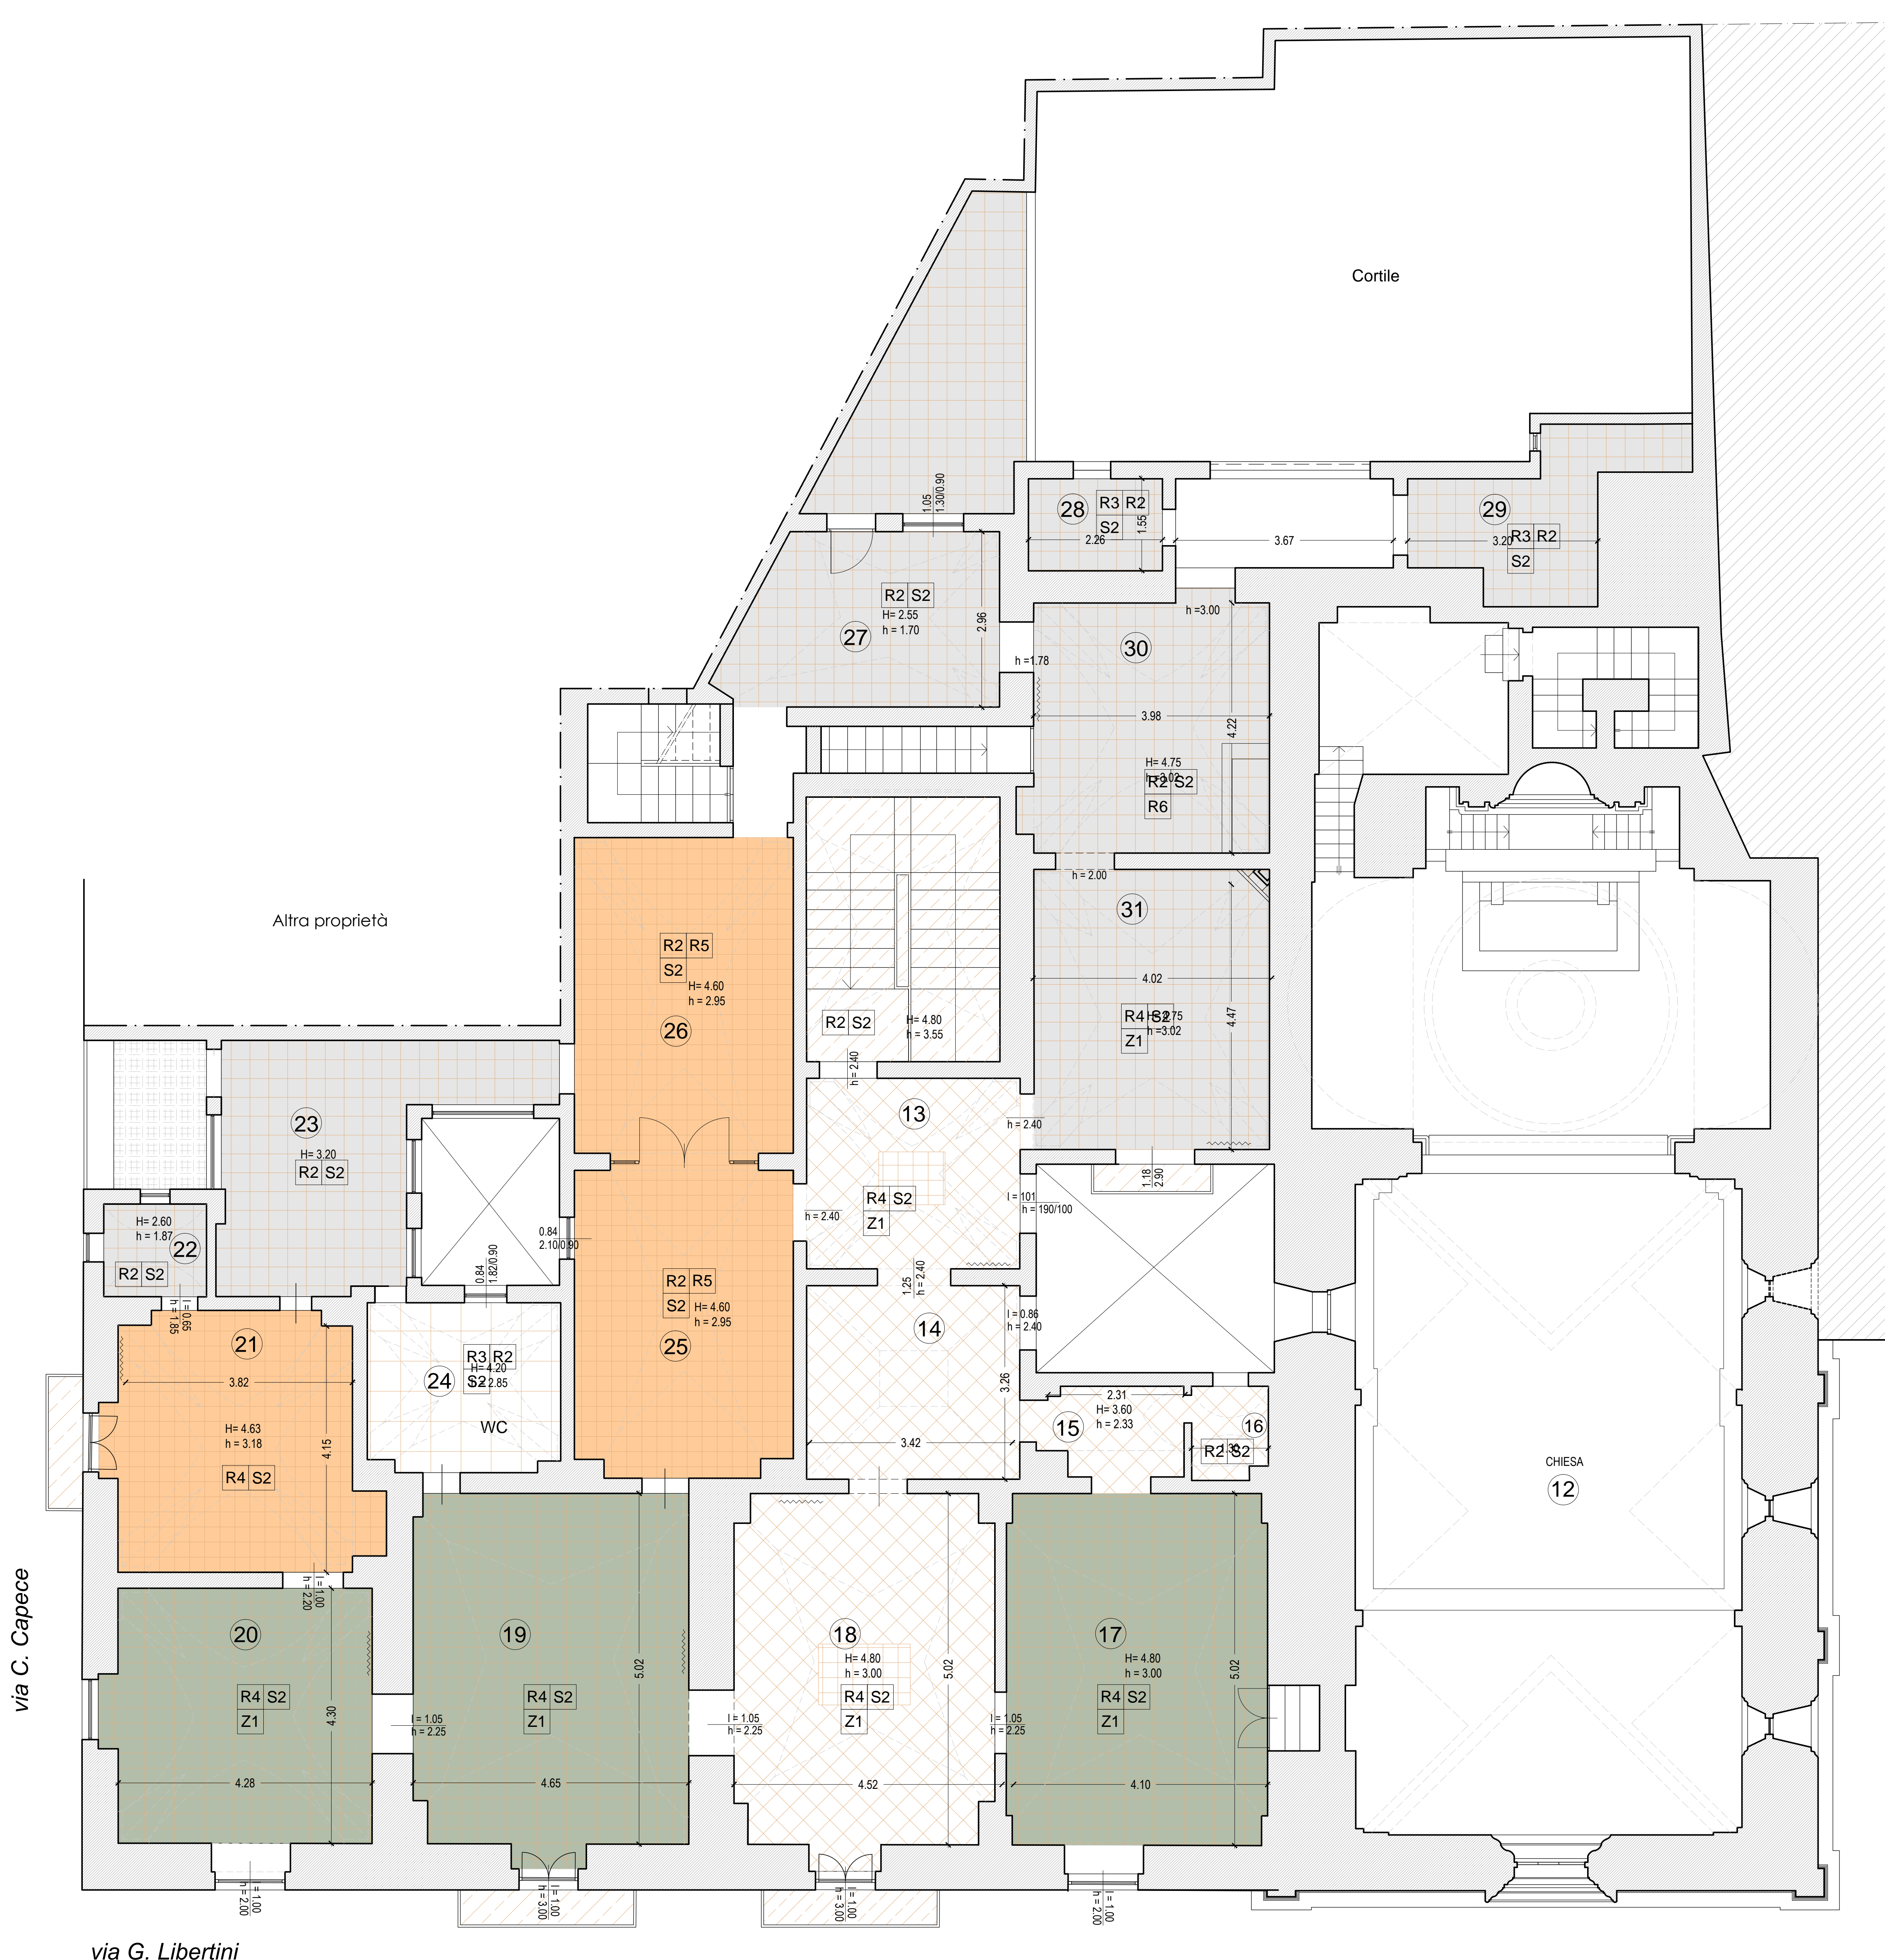 Cortile
1.05
1.30/0.90
28
R3 R2
S2
1.55
2.26
3.67
29
3.20
R3 R2
S2
R2 S2
H= 2.55
h = 1.70
27
2.96
h =3.00
30
h =1.78
3.98
4.22
H= 4.75
h =3.02
R2 S2
R6
h = 2.00
31
4.02
4.47
R4 S2
H= 4.75
h =3.02
Z1
1.18
2.90
Altra proprietà
R2 R5
S2
H= 4.60
h = 2.95
26
R2 S2
H= 4.80
h = 3.55
h = 2.40
13
h = 2.40
R4 S2
Z1
l = 101
h = 190/100
h = 2.40
23
H= 3.20
R2 S2
H= 2.60
h = 1.87
22
R2 S2
l = 0.65
h = 1.85
0.84
2.10/0.90
0.84
1.82/0.90
R2 R5
S2
H= 4.60
h = 2.95
25
1.25
h = 2.40
l = 0.86
h = 2.40
14
3.26
3.42
21
3.82
H= 4.63
h = 3.18
4.15
R4 S2
24
R3 R2
S2
H= 4.20
h = 2.85
WC
2.31
H= 3.60
h = 2.33
15
16
R2 S2
CHIESA
12
l = 1.00
h = 2.20
via C. Capece
20
R4 S2
Z1
4.30
4.28
l = 1.05
h = 2.25
19
5.02
R4 S2
Z1
4.65
l = 1.05
h = 2.25
18
H= 4.80
h = 3.00
R4 S2
Z1
5.02
4.52
l = 1.05
h = 2.25
17
H= 4.80
h = 3.00
R4 S2
Z1
5.02
4.10
l = 1.00
h = 2.00
l = 1.00
h = 3.00
l = 1.00
h = 3.00
l = 1.00
h = 2.00
via G. Libertini